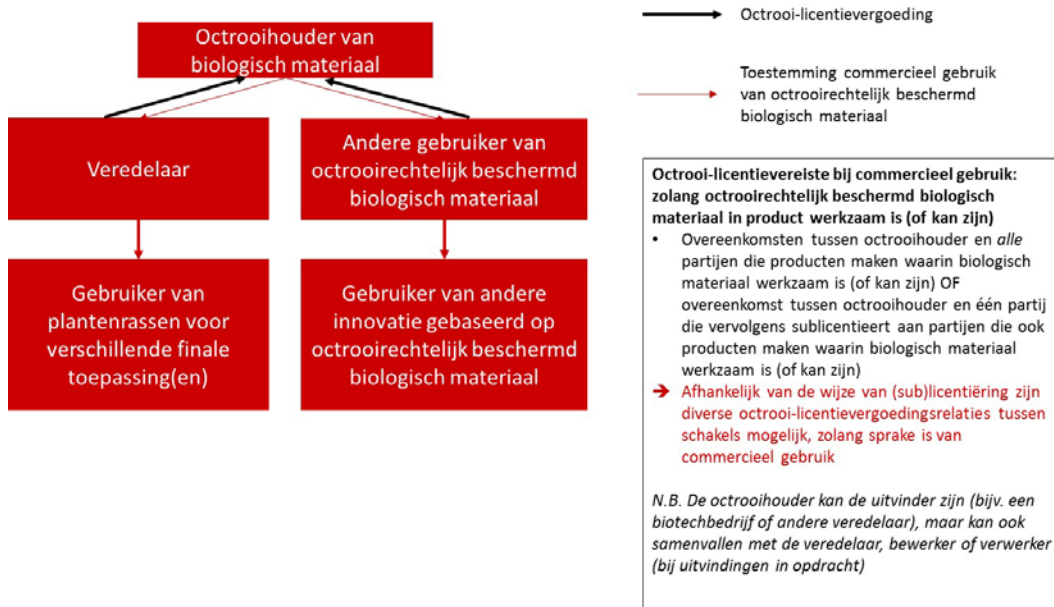 Octrooihouder van
biologisch materiaal
Veredelaar
Andere gebruiker van
octrooirechtelijk beschermd
biologisch materiaal
Gebruiker van
plantenrassen voor
verschillende finale
toepassing(en)
Gebruiker van andere
innovatie gebaseerd op
octrooirechtelijk beschermd
biologisch materiaal
Octrooi-licentievergoeding
Toestemming commercieel gebruik
van octrooirechtelijk beschermd
biologisch materiaal
Octrooi-licentievereiste bij commercieel gebruik:
zolang octrooirechtelijk beschermd biologisch
materiaal in product werkzaam is (of kan zijn)
• Overeenkomsten tussen octrooihouder en alle
partijen die producten maken waarin biologisch
materiaal werkzaam is (of kan zijn) OF
overeenkomst tussen octrooihouder en één partij
die vervolgens sublicentieert aan partijen die ook
producten maken waarin biologisch materiaal
werkzaam is (of kan zijn)
➔ Afhankelijk van de wijze van (sub)licentiëring zijn
diverse octrooi-licentievergoedingsrelaties tussen
schakels mogelijk, zolang sprake is van
commercieel gebruik
N.B. De octrooihouder kan de uitvinder zijn (bijv. een
biotechbedrijf of andere veredelaar), maar kan ook
samenvallen met de veredelaar, bewerker of verwerker
(bij uitvindingen in opdracht)